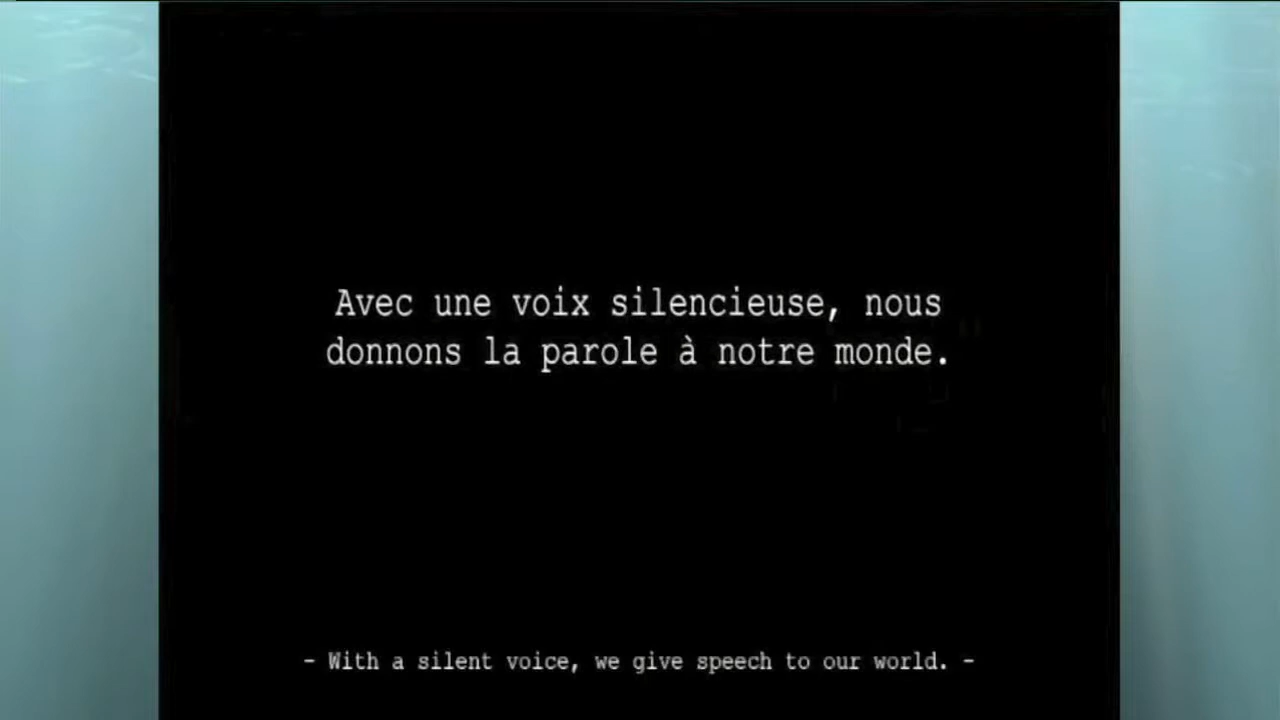 Avec une voix silencieuse, nous
donnons la parole à notre monde.
- With a silent voice, we give speech to our world. -